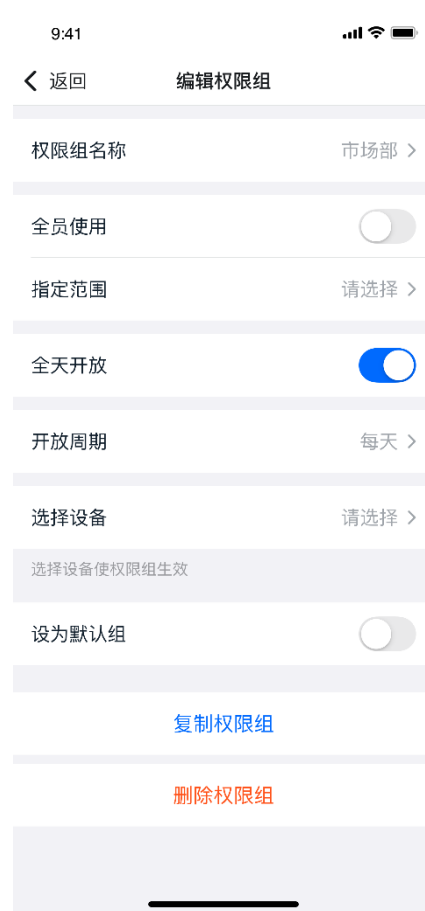 9:41
返回 编辑权限组
权限组名称 市场部
全员使用
指定范围 请选择
全天开放
开放周期 每天
选择设备 请选择
选择设备使权限组生效
设为默认组
复制权限组
删除权限组